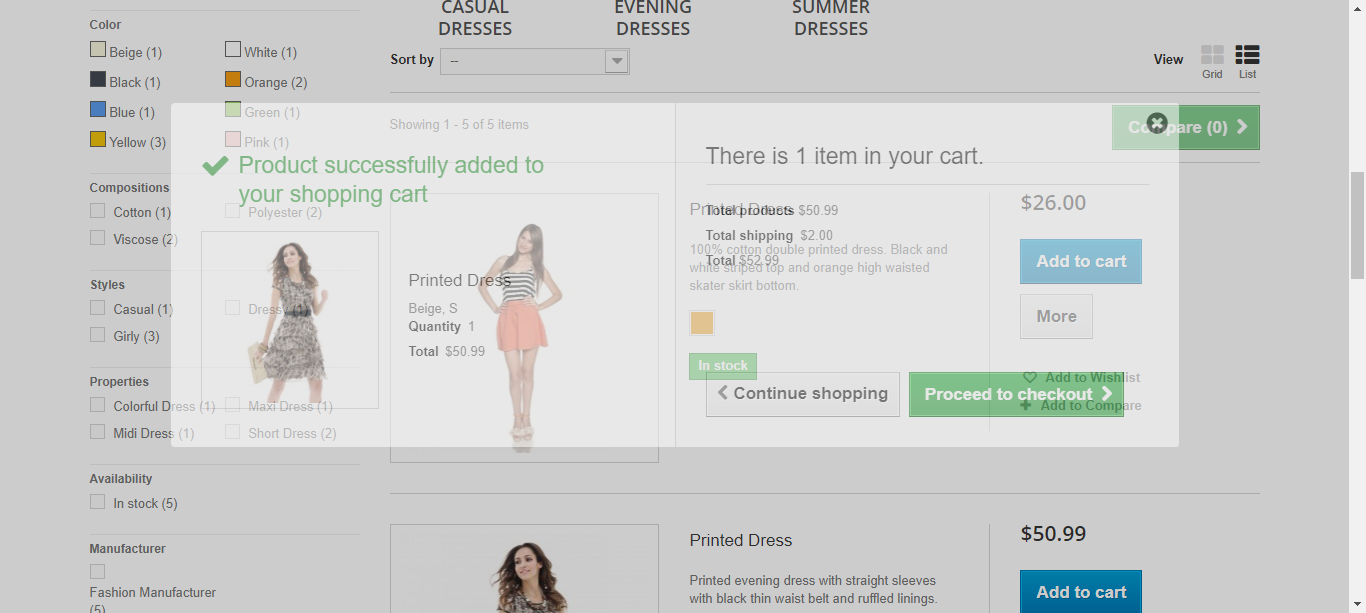 CASUAL
DRESSES
EVENING
DRESSES
SUMMER
DRESSES
Sort by --
View
Grid
List
Color
Beige (1)
White (1)
Black (1)
Orange (2)
Blue (1)
Green (1)
Yellow (3)
Pink (1)
Compositions
Cotton (1)
Polyester (2)
Viscose (2)
Styles
Casual (1)
Dressy (1)
Girly (3)
Properties
Colorful Dress (1)
Maxi Dress (1)
Midi Dress (1)
Short Dress (2)
Availability
In stock (5)
Manufacturer
Fashion Manufacturer
(5)
Showing 1 - 5 of 5 items
Compare (0)
Product successfully added to
your shopping cart
Printed Dress
Beige, S
Quantity 1
Total $50.99
There is 1 item in your cart.
Total products $50.99
Total shipping $2.00
Total $52.99
Continue shopping
Proceed to checkout
Printed Dress
100% cotton double printed dress. Black and
white striped top and orange high waisted
skater skirt bottom.
In stock
$26.00
Add to cart
More
Add to Wishlist
Add to Compare
Printed Dress
Printed evening dress with straight sleeves
with black thin waist belt and ruffled linings.
$50.99
Add to cart